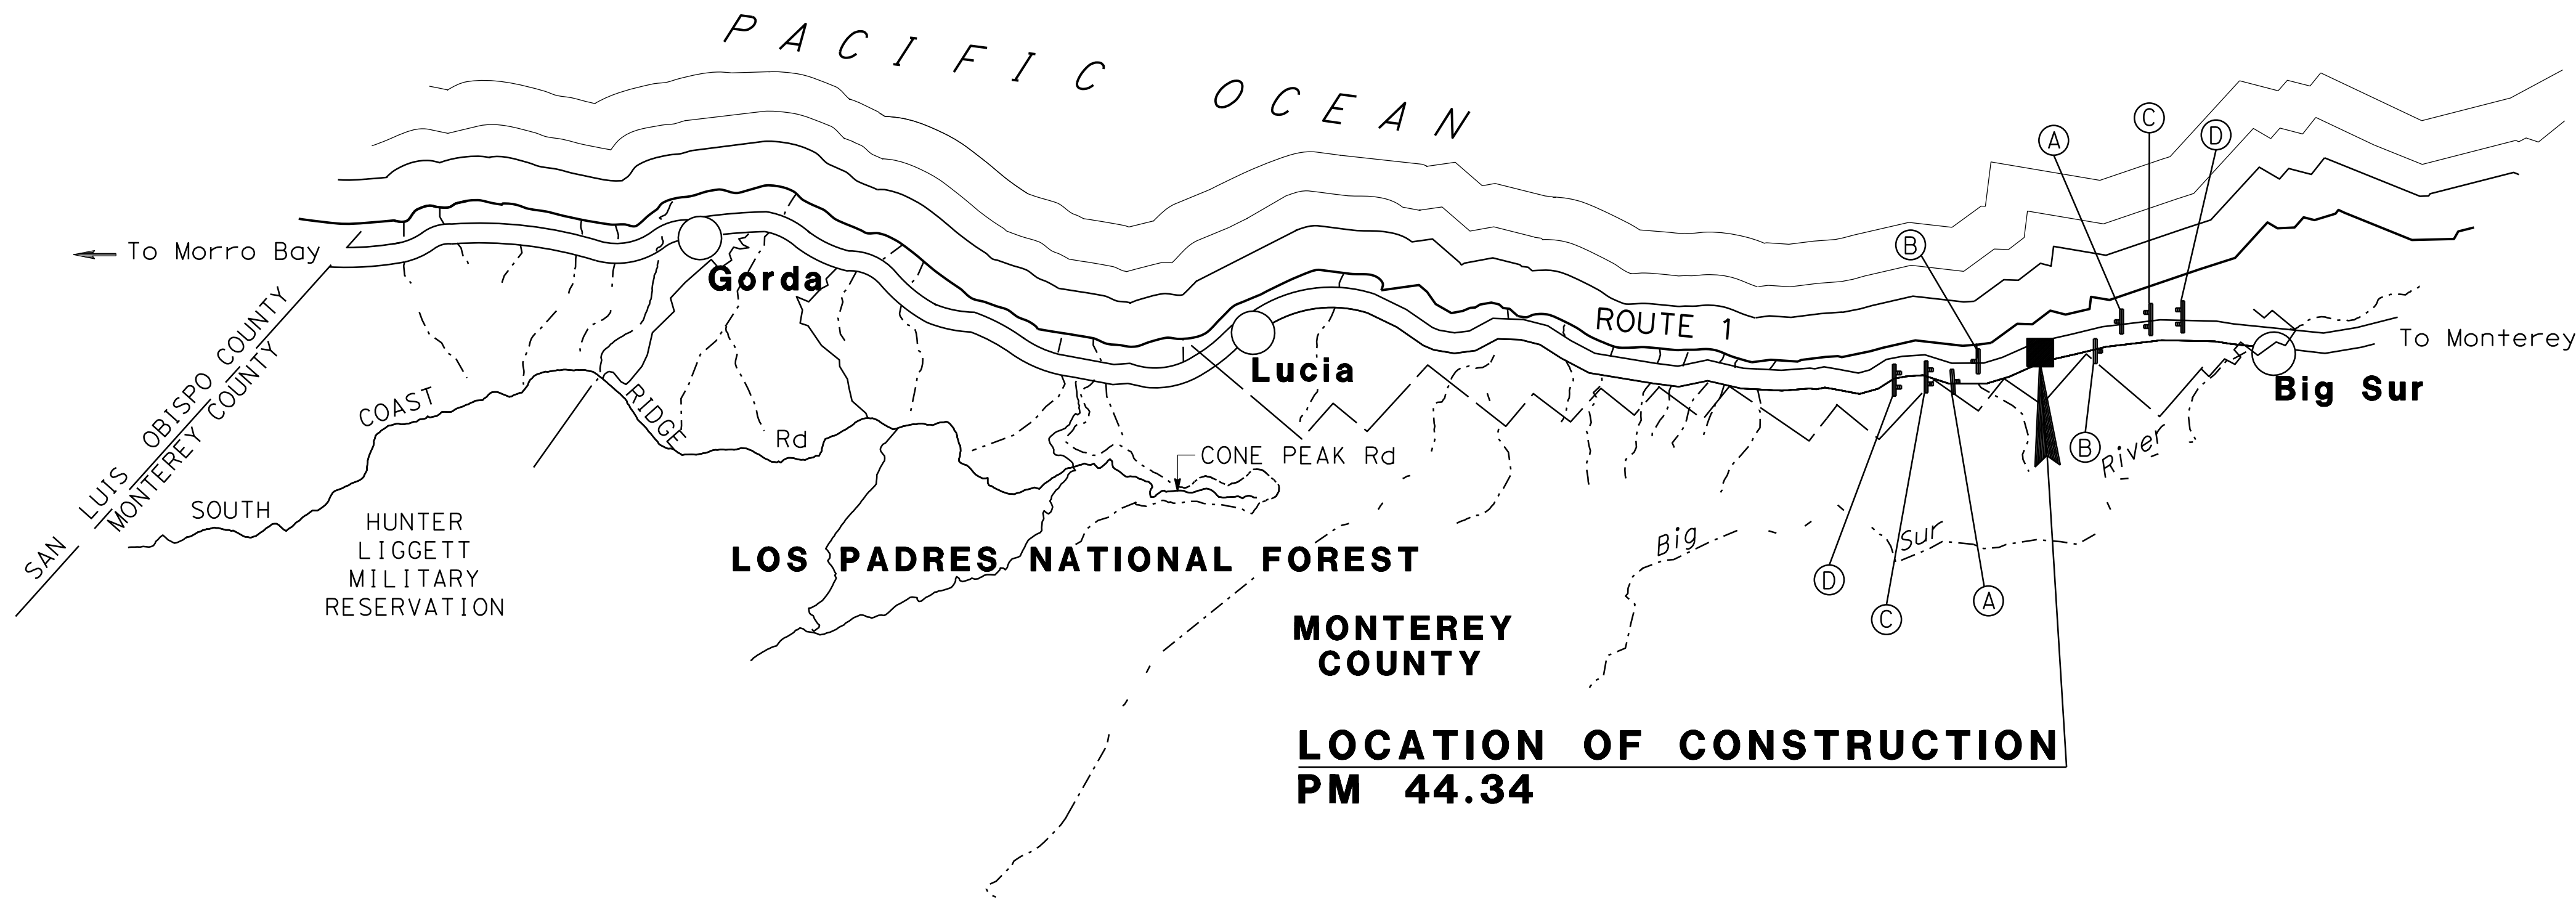 PACIFIC OCEAN
A
C
D
B
To Morro Bay
Gorda
ROUTE 1
To Monterey
Lucia
Big Sur
SAN LUIS OBISPO COUNTY
MONTEREY COUNTY
SOUTH COAST RIDGE Rd
CONE PEAK Rd
B
Big Sur River
HUNTER
LIGGETT
MILITARY
RESERVATION
LOS PADRES NATIONAL FOREST
D
C
A
MONTEREY
COUNTY
LOCATION OF CONSTRUCTION
PM 44.34